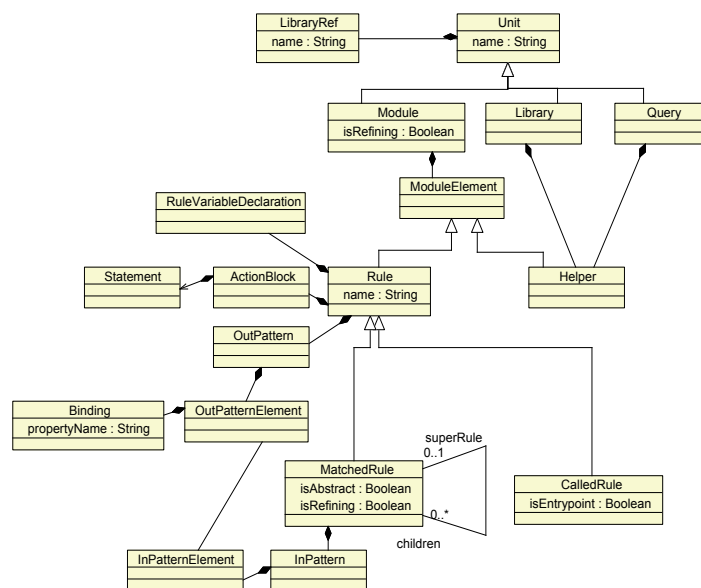 LibraryRef
name : String
Unit
name : String
Module
isRefining : Boolean
Library
Query
ModuleElement
RuleVariableDeclaration
Statement
ActionBlock
Rule
name : String
Helper
OutPattern
Binding
propertyName : String
OutPatternElement
superRule
0..1
MatchedRule
isAbstract : Boolean
isRefining : Boolean
0..*
children
CalledRule
isEntrypoint : Boolean
InPatternElement
InPattern